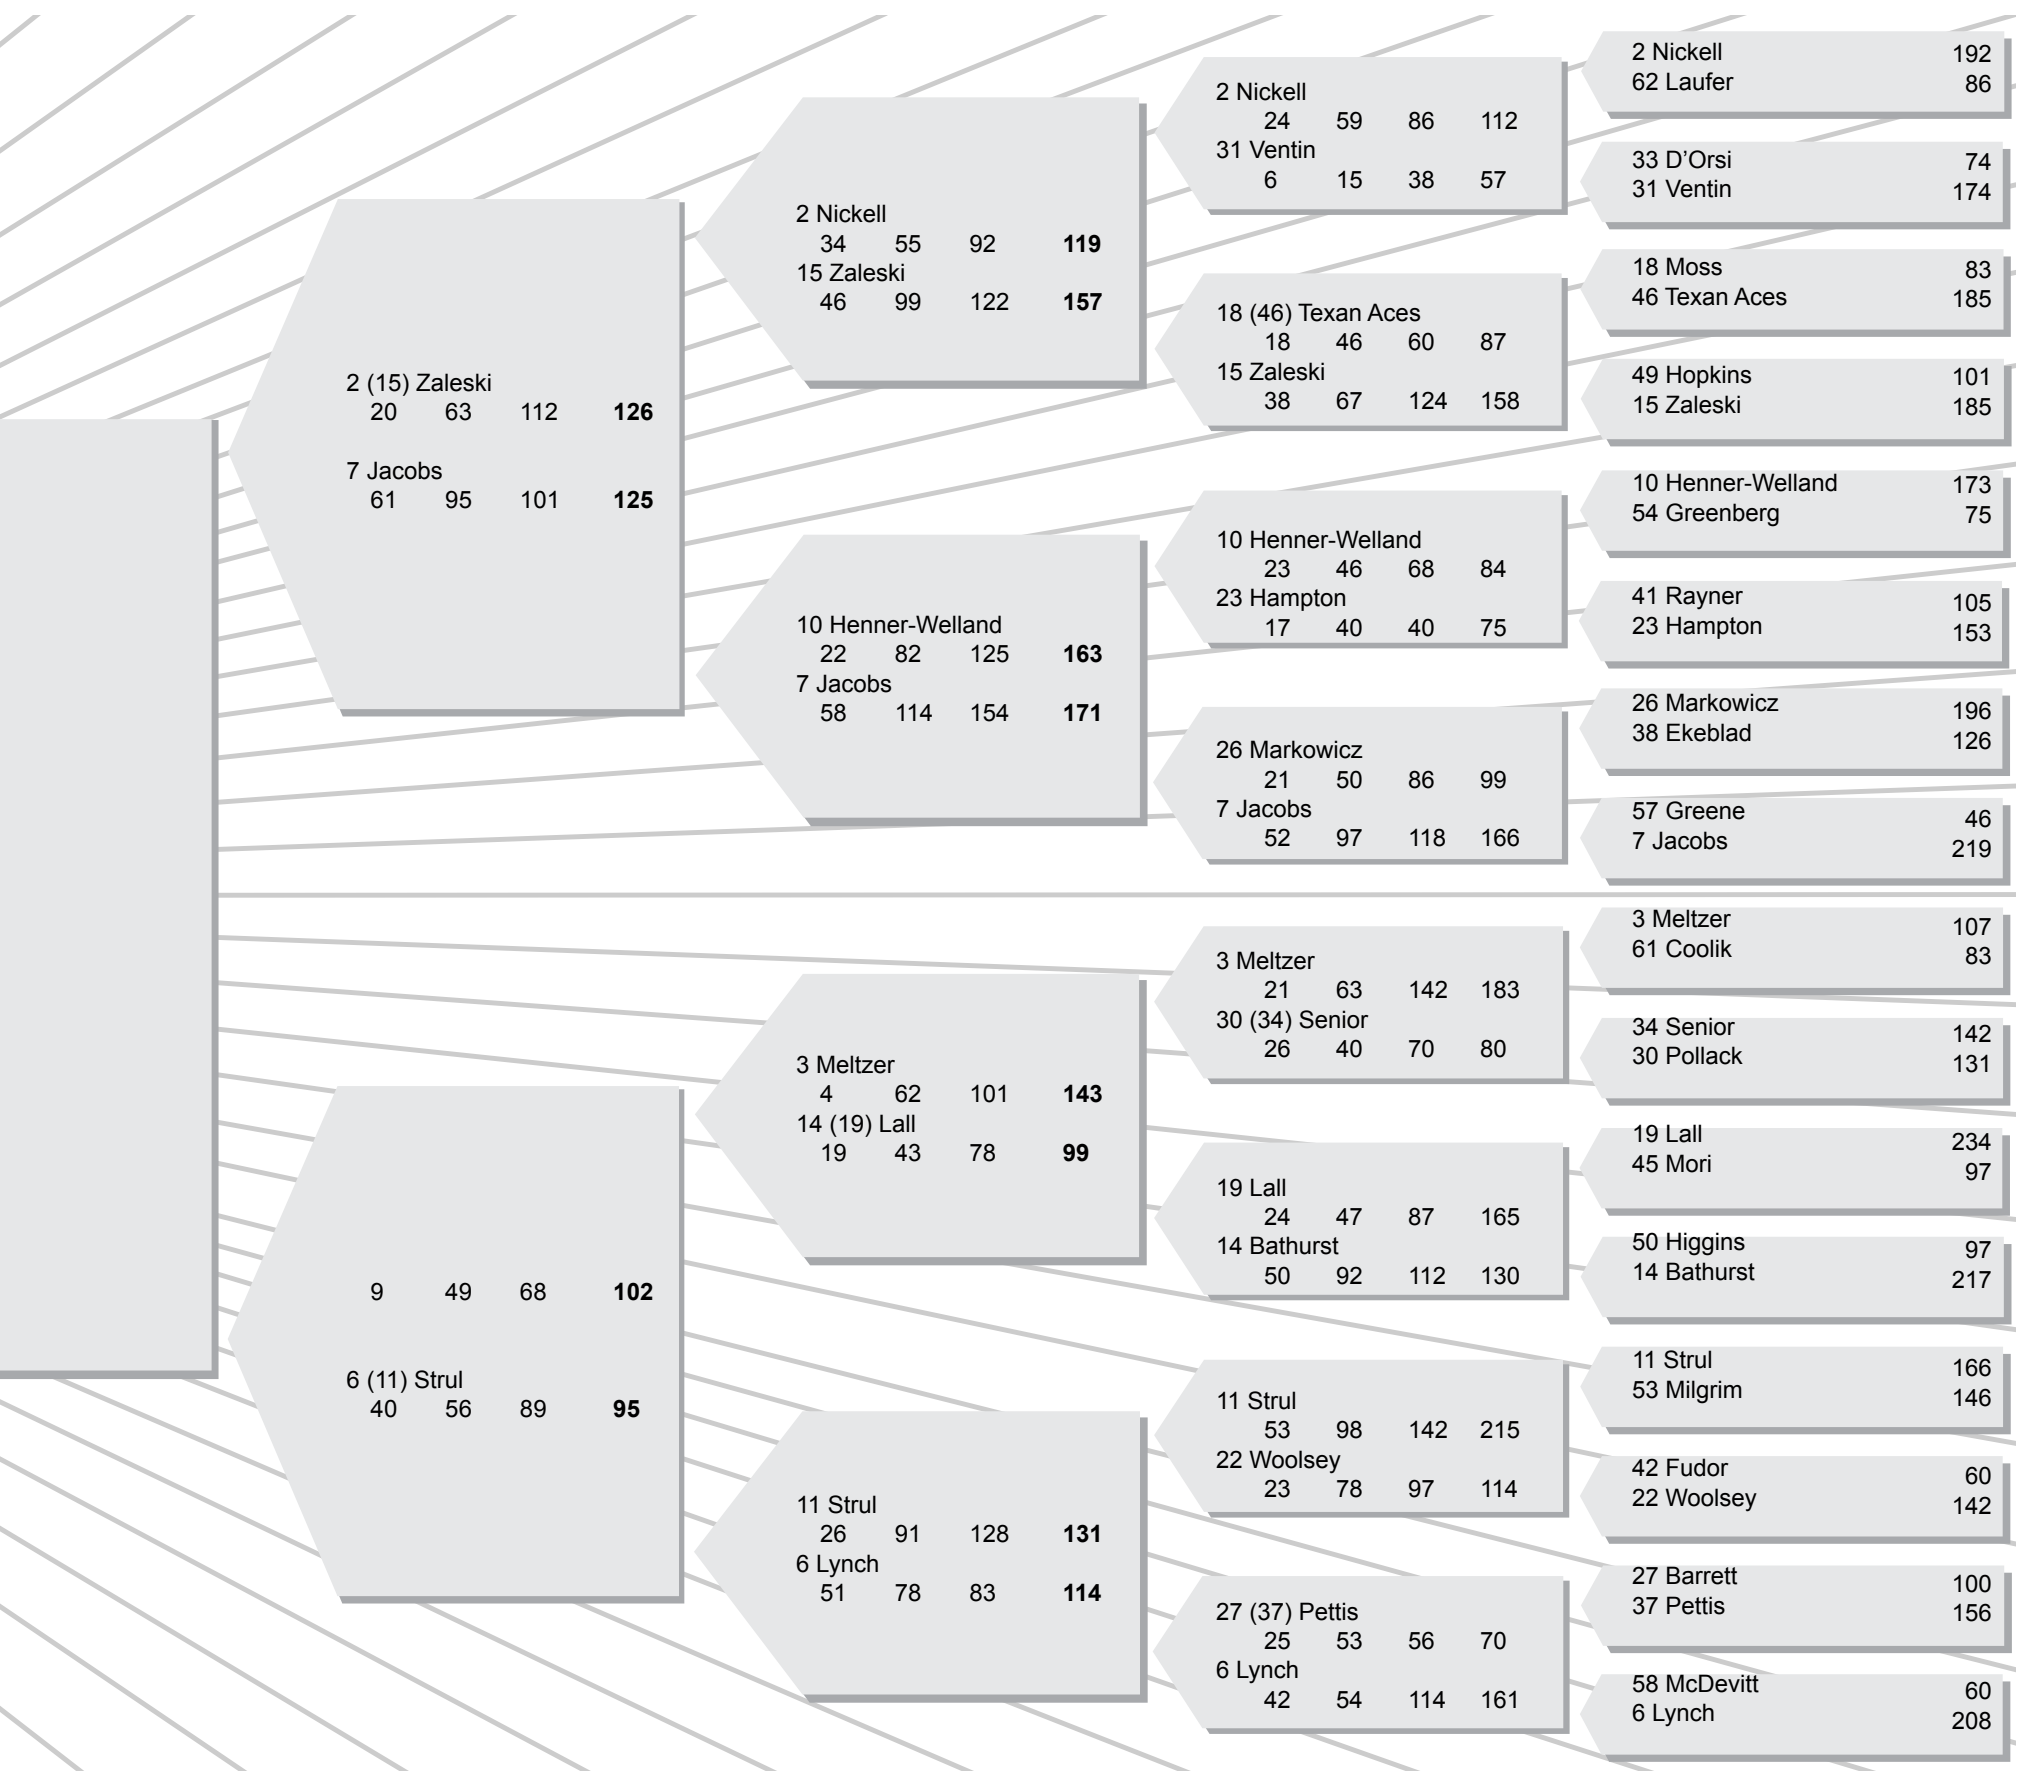 2 (15) Zaleski
20 63 112 126
7 Jacobs
61 95 101 125
9 49 68 102
6 (11) Strul
40 56 89 95
2 Nickell
34 55 92 119
15 Zaleski
46 99 122 157
10 Henner-Welland
22 82 125 163
7 Jacobs
58 114 154 171
3 Meltzer
4 62 101 143
14 (19) Lall
19 43 78 99
11 Strul
26 91 128 131
6 Lynch
51 78 83 114
2 Nickell
24 59 86 112
31 Ventin
6 15 38 57
18 (46) Texan Aces
18 46 60 87
15 Zaleski
38 67 124 158
10 Henner-Welland
23 46 68 84
23 Hampton
17 40 40 75
26 Markowicz
21 50 86 99
7 Jacobs
52 97 118 166
3 Meltzer
21 63 142 183
30 (34) Senior
26 40 70 80
19 Lall
24 47 87 165
14 Bathurst
50 92 112 130
11 Strul
53 98 142 215
22 Woolsey
23 78 97 114
27 (37) Pettis
25 53 56 70
6 Lynch
42 54 114 161
2 Nickell 192
62 Laufer 86
33 D’Orsi 74
31 Ventin 174
18 Moss 83
46 Texan Aces 185
49 Hopkins 101
15 Zaleski 185
10 Henner-Welland 173
54 Greenberg 75
41 Rayner 105
23 Hampton 153
26 Markowicz 196
38 Ekeblad 126
57 Greene 46
7 Jacobs 219
3 Meltzer 107
61 Coolik 83
34 Senior 142
30 Pollack 131
19 Lall 234
45 Mori 97
50 Higgins 97
14 Bathurst 217
11 Strul 166
53 Milgrim 146
42 Fudor 60
22 Woolsey 142
27 Barrett 100
37 Pettis 156
58 McDevitt 60
6 Lynch 208